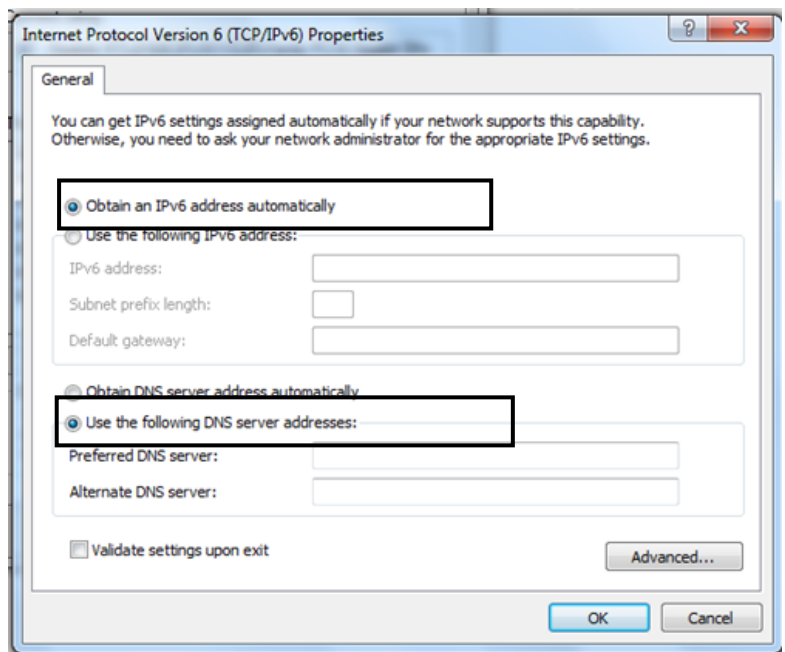 Internet Protocol Version 6 (TCP/IPv6) Properties
General
You can get IPv6 settings assigned automatically if your network supports this capability.
Otherwise, you need to ask your network administrator for the appropriate IPv6 settings.
Obtain an IPv6 address automatically
Use the following IPv6 address:
IPv6 address:
Subnet prefix length:
Default gateway:
Obtain DNS server address automatically
Use the following DNS server addresses:
Preferred DNS server:
Alternate DNS server:
Validate settings upon exit
Advanced...
OK
Cancel